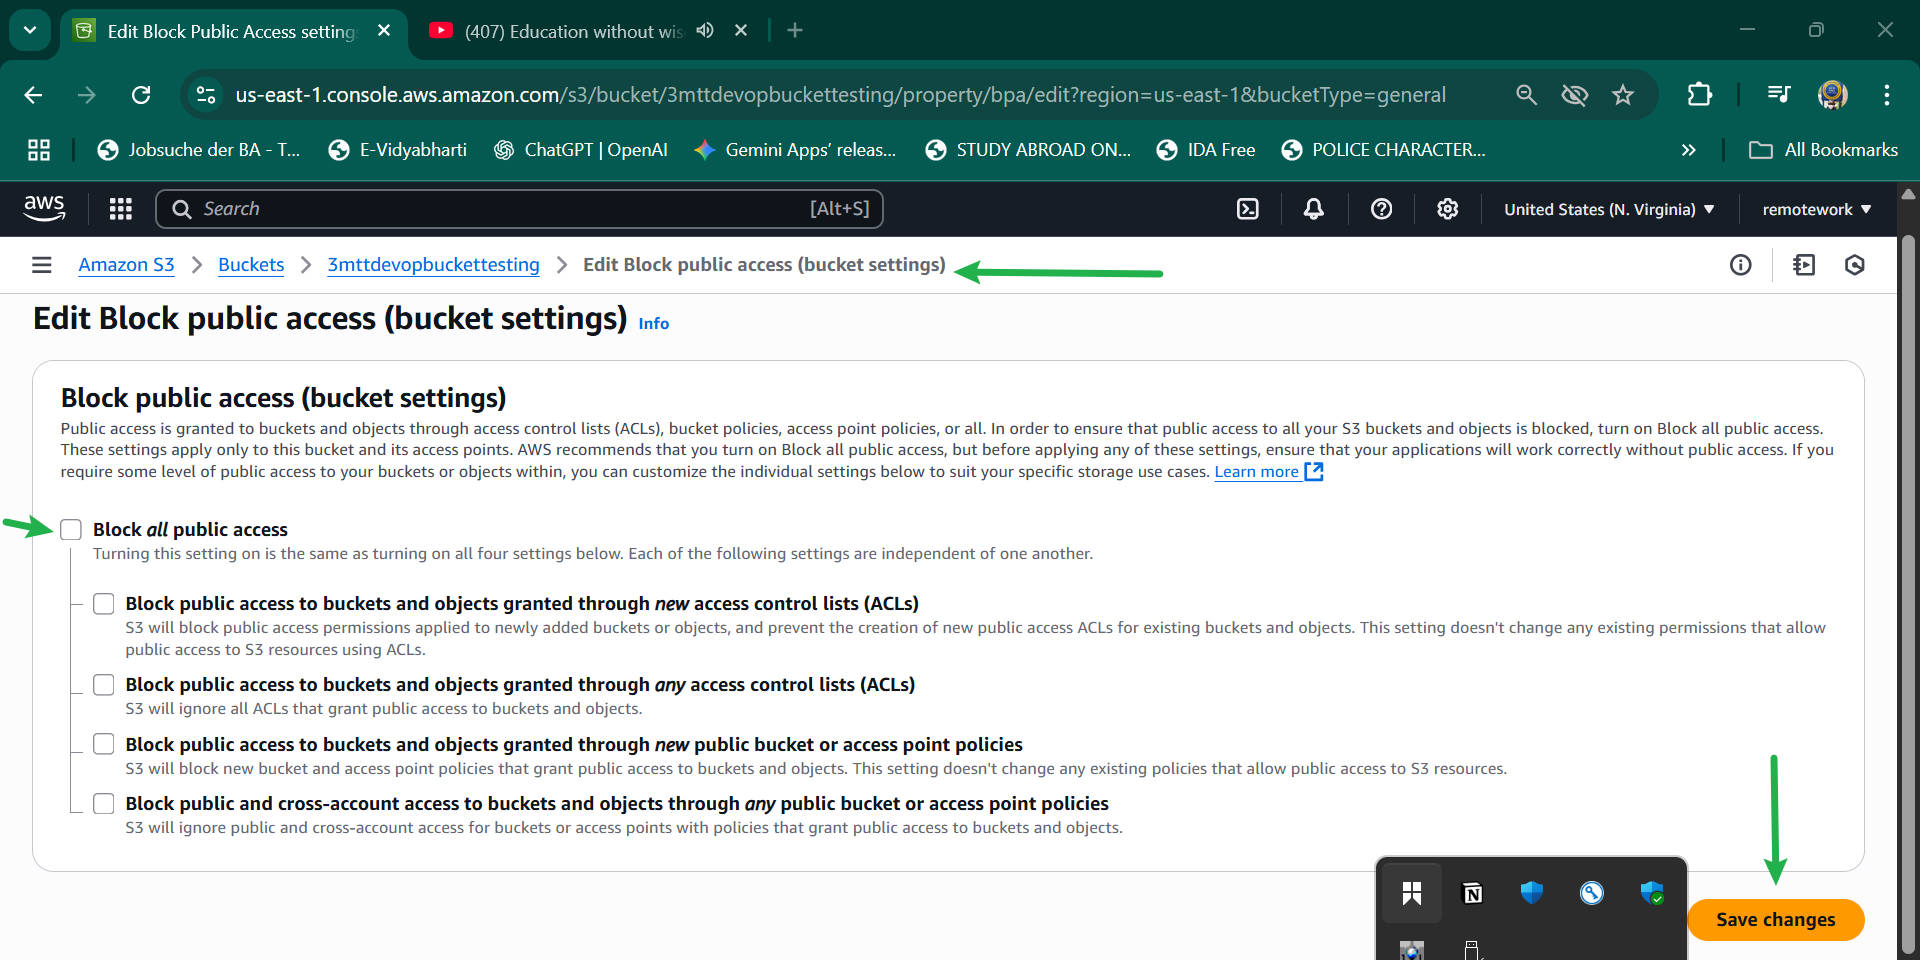 Edit Block Public Access setting
(407) Education without wis
us-east-1.console.aws.amazon.com/s3/bucket/3mttdevopbuckettesting/property/bpa/edit?region=us-east-1&bucketType=general
Jobsuche der BA - T...
E-Vidyabharti
ChatGPT | OpenAI
Gemini Apps' releas...
STUDY ABROAD ON...
IDA Free
POLICE CHARACTER...
»
All Bookmarks
aws
Search
[Alt+S]
United States (N. Virginia)
remotework
Amazon S3 > Buckets > 3mttdevopbuckettesting > Edit Block public access (bucket settings)
Edit Block public access (bucket settings) Info
Block public access (bucket settings)
Public access is granted to buckets and objects through access control lists (ACLs), bucket policies, access point policies, or all. In order to ensure that public access to all your S3 buckets and objects is blocked, turn on Block all public access.
These settings apply only to this bucket and its access points. AWS recommends that you turn on Block all public access, but before applying any of these settings, ensure that your applications will work correctly without public access. If you
require some level of public access to your buckets or objects within, you can customize the individual settings below to suit your specific storage use cases. Learn more
Block all public access
Turning this setting on is the same as turning on all four settings below. Each of the following settings are independent of one another.
Block public access to buckets and objects granted through new access control lists (ACLs)
S3 will block public access permissions applied to newly added buckets or objects, and prevent the creation of new public access ACLs for existing buckets and objects. This setting doesn't change any existing permissions that allow
public access to S3 resources using ACLs.
Block public access to buckets and objects granted through any access control lists (ACLs)
S3 will ignore all ACLs that grant public access to buckets and objects.
Block public access to buckets and objects granted through new public bucket or access point policies
S3 will block new bucket and access point policies that grant public access to buckets and objects. This setting doesn't change any existing policies that allow public access to S3 resources.
Block public and cross-account access to buckets and objects through any public bucket or access point policies
S3 will ignore public and cross-account access for buckets or access points with policies that grant public access to buckets and objects.
Save changes